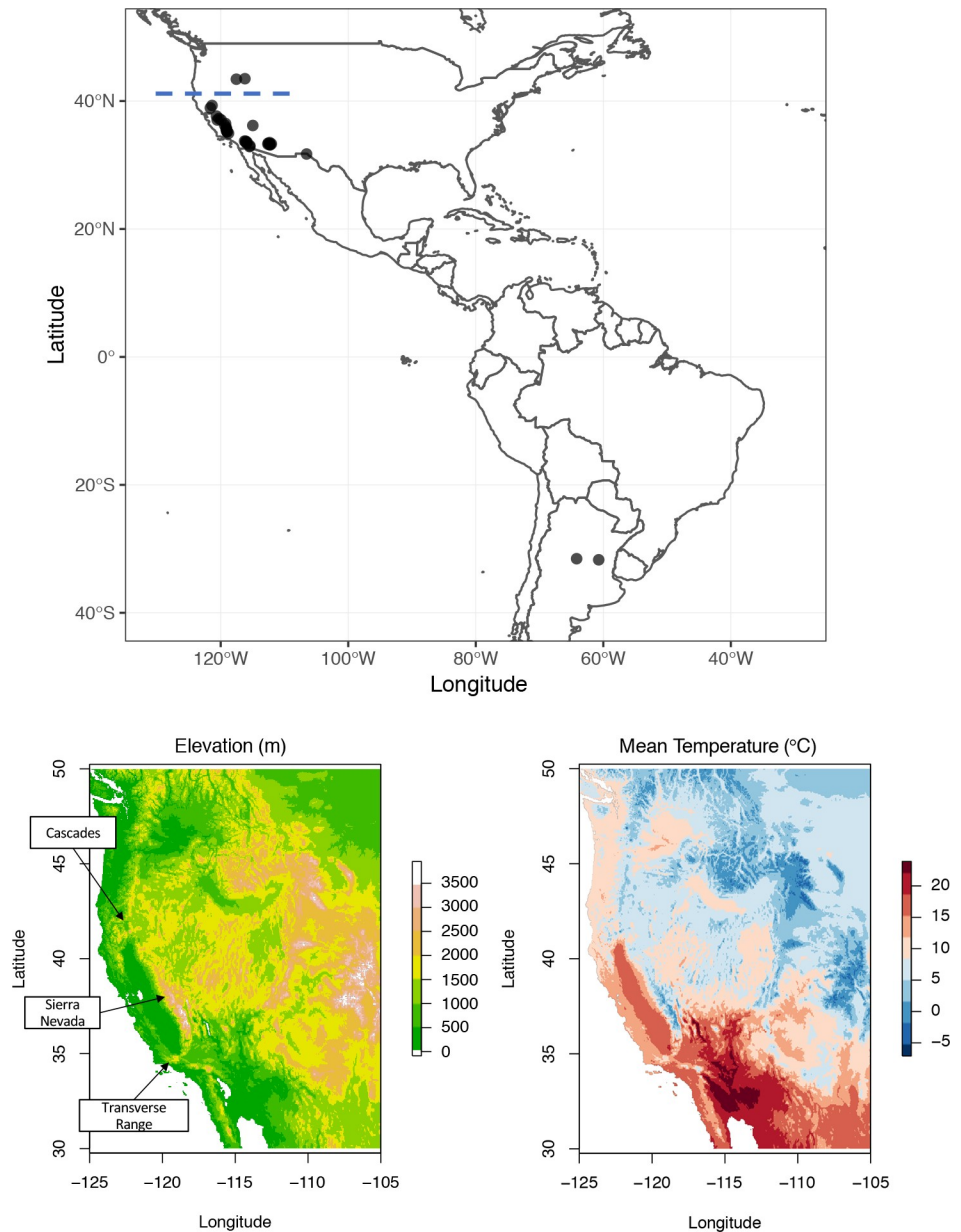 40°N
20°N
0°
20°S
40°S
Latitude
120°W 100°W 80°W 60°W 40°W
Longitude
Elevation (m)
50
45
40
35
30
Latitude
−125 −120 −115 −110 −105
Longitude
Cascades
Sierra
Nevada
Transverse
Range
3500
3000
2500
2000
1500
1000
500
0
Mean Temperature (°C)
50
45
40
35
30
Latitude
−125 −120 −115 −110 −105
Longitude
20
15
10
5
0
−5